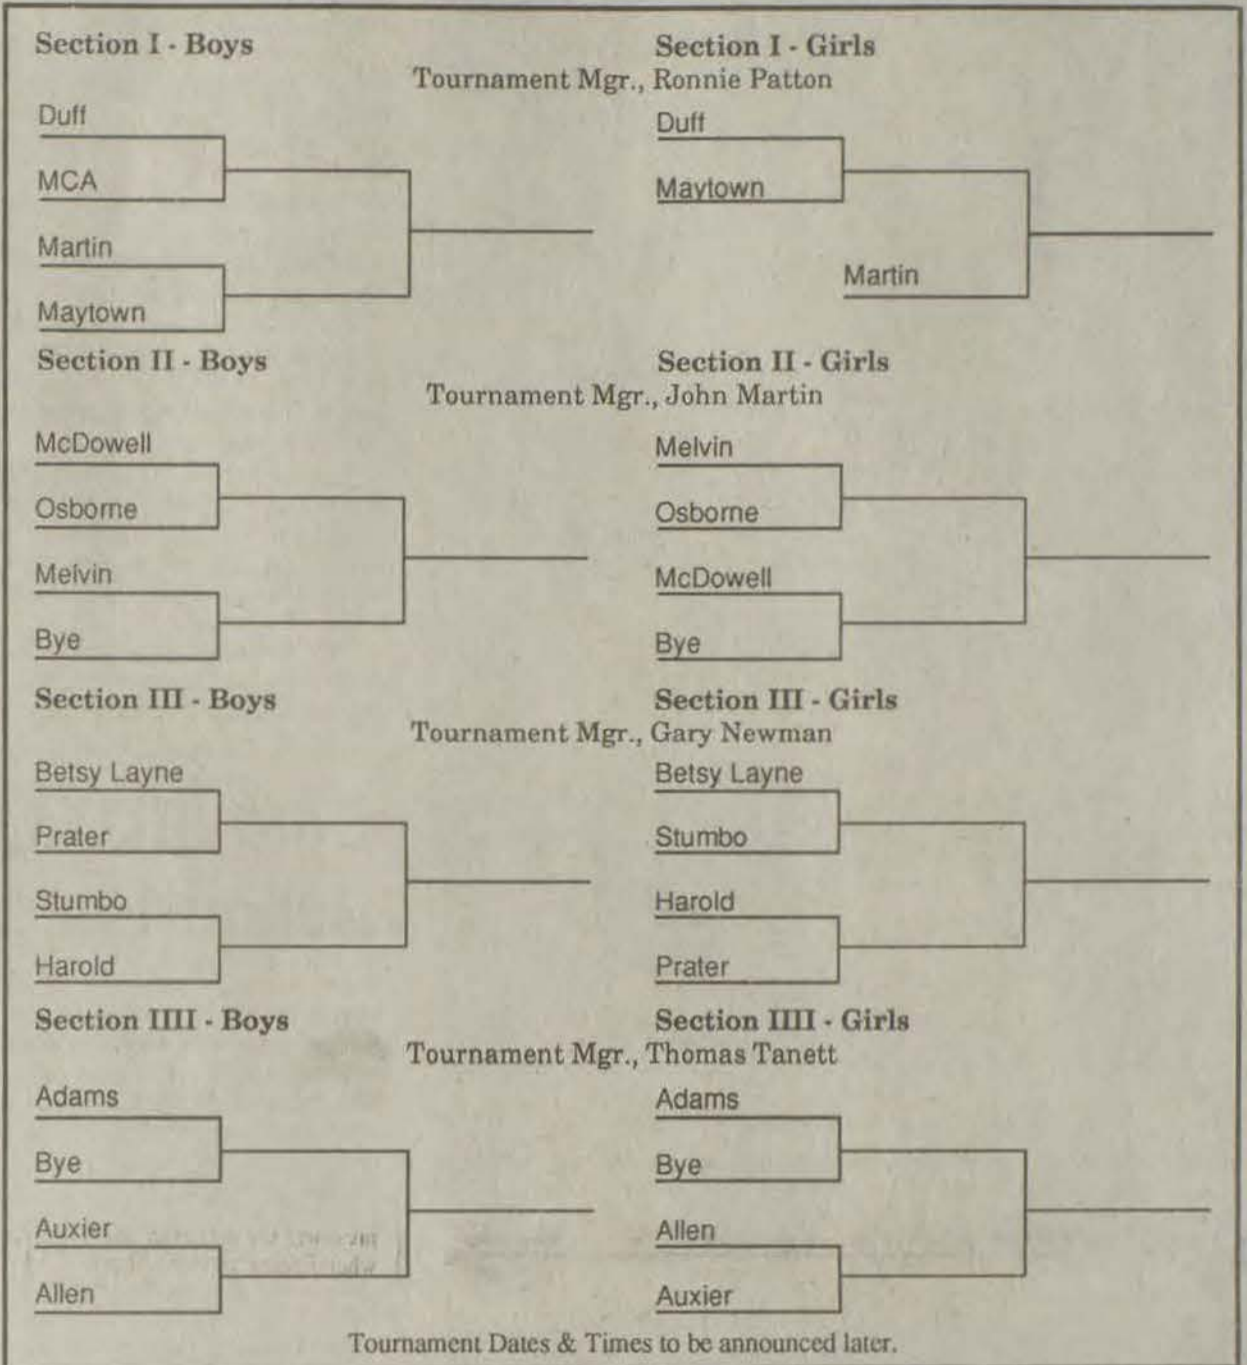 Section I - Boys
Section I - Girls
Tournament Mgr., Ronnie Patton
Duff
MCA
Martin
Maytown
Duff
Maytown
Martin
Section II - Boys
Section II - Girls
Tournament Mgr., John Martin
McDowell
Osborne
Melvin
Bye
Melvin
Osborne
McDowell
Bye
Section III - Boys
Section III - Girls
Tournament Mgr., Gary Newman
Betsy Layne
Prater
Stumbo
Harold
Betsy Layne
Stumbo
Harold
Prater
Section IIII - Boys
Section IIII - Girls
Tournament Mgr., Thomas Tanett
Adams
Bye
Auxier
Allen
Adams
Bye
Allen
Auxier
Tournament Dates & Times to be announced later.